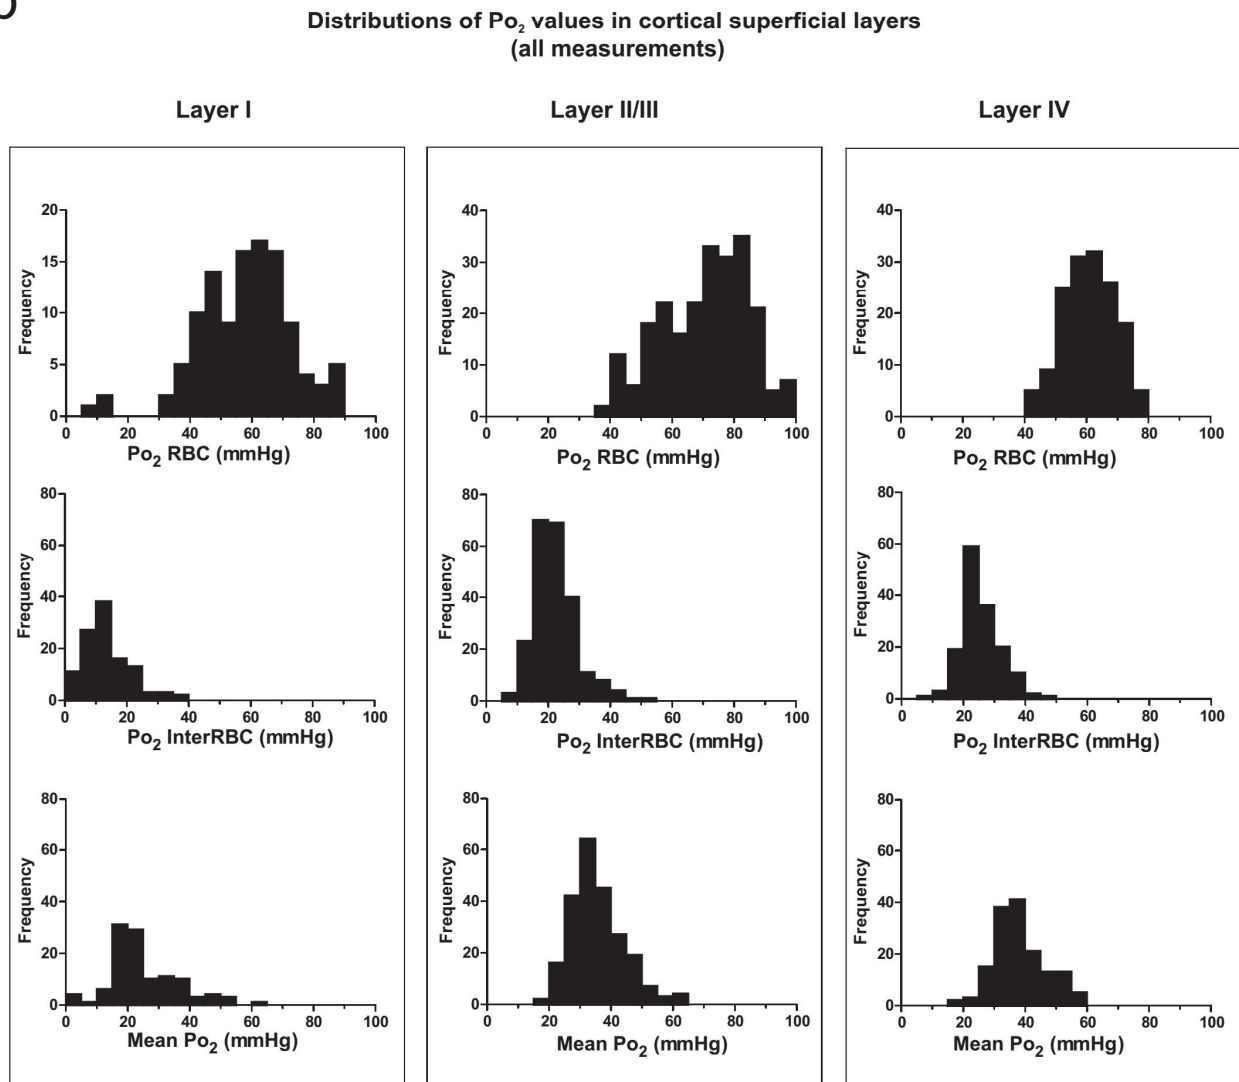 b
Distributions of Po2 values in cortical superficial layers
(all measurements)
Layer I
Layer II/III
Layer IV
20
15
10
5
0
Frequency
0 20 40 60 80 100
Po2 RBC (mmHg)
40
30
20
10
0
Frequency
0 20 40 60 80 100
Po2 RBC (mmHg)
40
30
20
10
0
Frequency
0 20 40 60 80 100
Po2 RBC (mmHg)
80
60
40
20
0
Frequency
0 20 40 60 80 100
Po2 InterRBC (mmHg)
80
60
40
20
0
Frequency
0 20 40 60 80 100
Po2 InterRBC (mmHg)
80
60
40
20
0
Frequency
0 20 40 60 80 100
Po2 InterRBC (mmHg)
80
60
40
20
0
Frequency
0 20 40 60 80 100
Mean Po2 (mmHg)
80
60
40
20
0
Frequency
0 20 40 60 80 100
Mean Po2 (mmHg)
80
60
40
20
0
Frequency
0 20 40 60 80 100
Mean Po2 (mmHg)